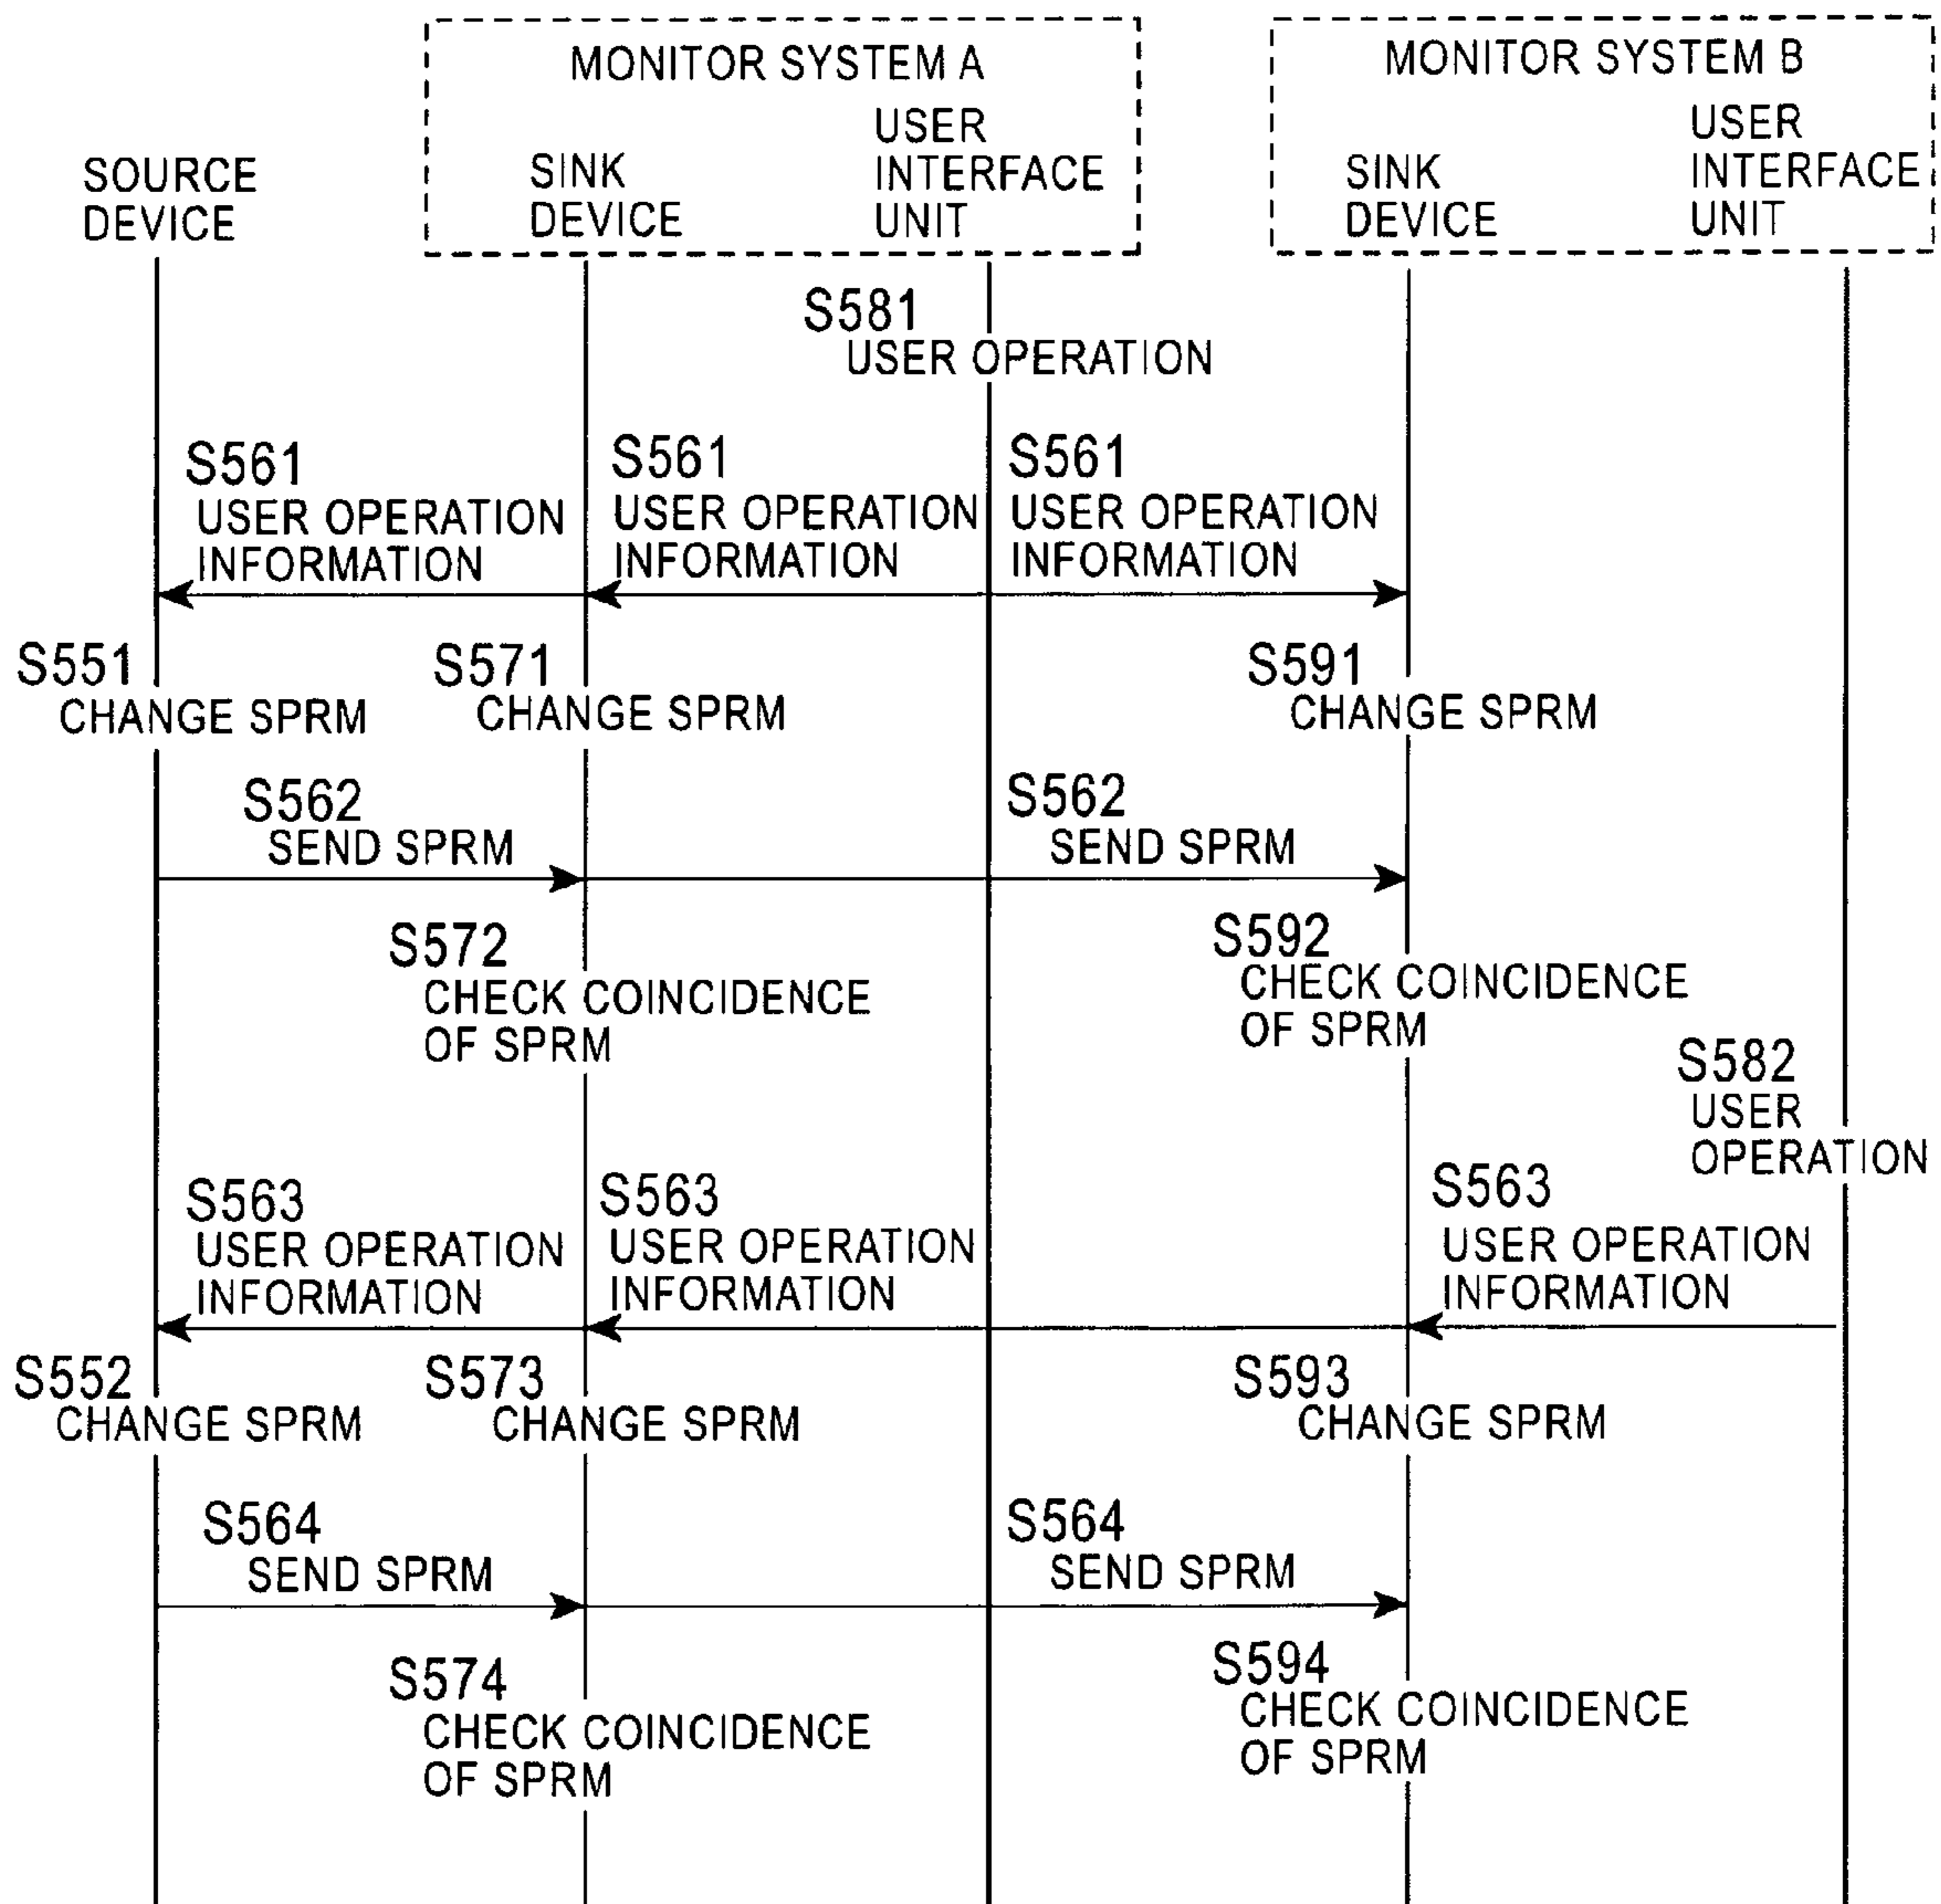 MONITOR SYSTEM A
MONITOR SYSTEM B
SOURCE
DEVICE
SINK
DEVICE
USER
INTERFACE
UNIT
SINK
DEVICE
USER
INTERFACE
UNIT
S581
USER OPERATION
S561
USER OPERATION
INFORMATION
S561
USER OPERATION
INFORMATION
S561
USER OPERATION
INFORMATION
S551
CHANGE SPRM
S571
CHANGE SPRM
S591
CHANGE SPRM
S562
SEND SPRM
S562
SEND SPRM
S572
CHECK COINCIDENCE
OF SPRM
S592
CHECK COINCIDENCE
OF SPRM
S582
USER
OPERATION
S563
USER OPERATION
INFORMATION
S563
USER OPERATION
INFORMATION
S563
USER OPERATION
INFORMATION
S552
CHANGE SPRM
S573
CHANGE SPRM
S593
CHANGE SPRM
S564
SEND SPRM
S564
SEND SPRM
S574
CHECK COINCIDENCE
OF SPRM
S594
CHECK COINCIDENCE
OF SPRM